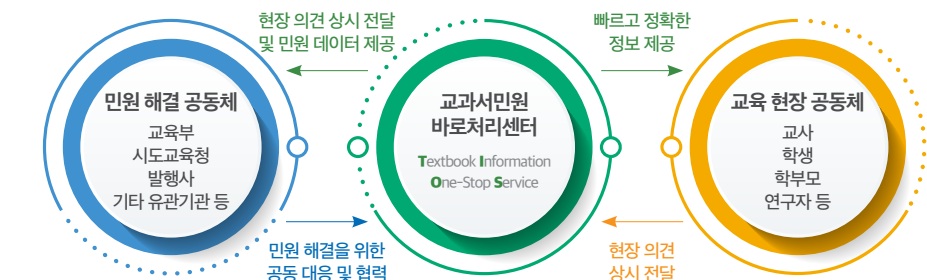 현장 의견 상시 전달
및 민원 데이터 제공
빠르고 정확한
정보 제공
민원 해결 공동체
교육부
시도교육청
발행사
기타 유관기관 등
교과서민원
바로처리센터
Textbook Information
One-Stop Service
교육 현장 공동체
교사
학생
학부모
연구자 등
민원 해결을 위한
공동 대응 및 협력
현장 의견
상시 전달